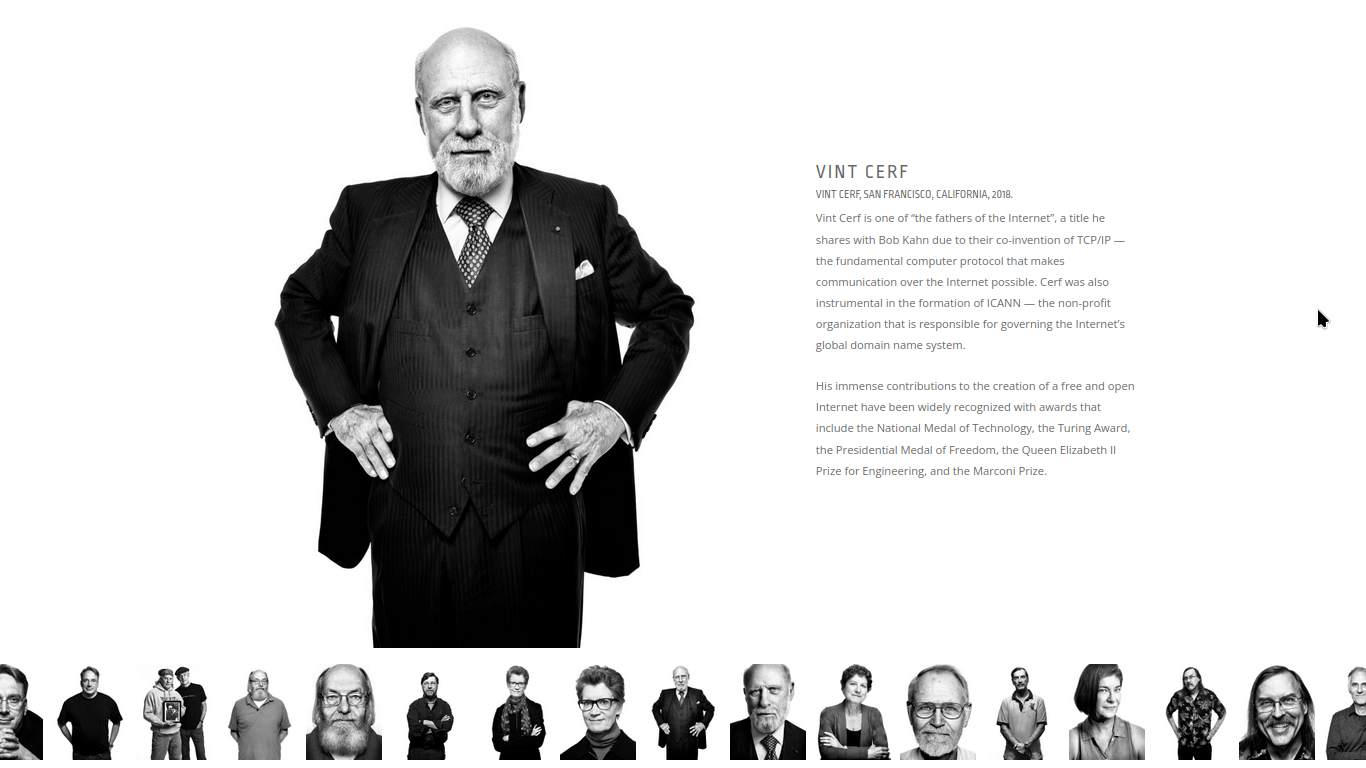 VINT CERF
VINT CERF, SAN FRANCISCO, CALIFORNIA, 2018.
Vint Cerf is one of “the fathers of the Internet”, a title he
shares with Bob Kahn due to their co-invention of TCP/IP —
the fundamental computer protocol that makes
communication over the Internet possible. Cerf was also
instrumental in the formation of ICANN — the non-profit
organization that is responsible for governing the Internet’s
global domain name system.
His immense contributions to the creation of a free and open
Internet have been widely recognized with awards that
include the National Medal of Technology, the Turing Award,
the Presidential Medal of Freedom, the Queen Elizabeth II
Prize for Engineering, and the Marconi Prize.